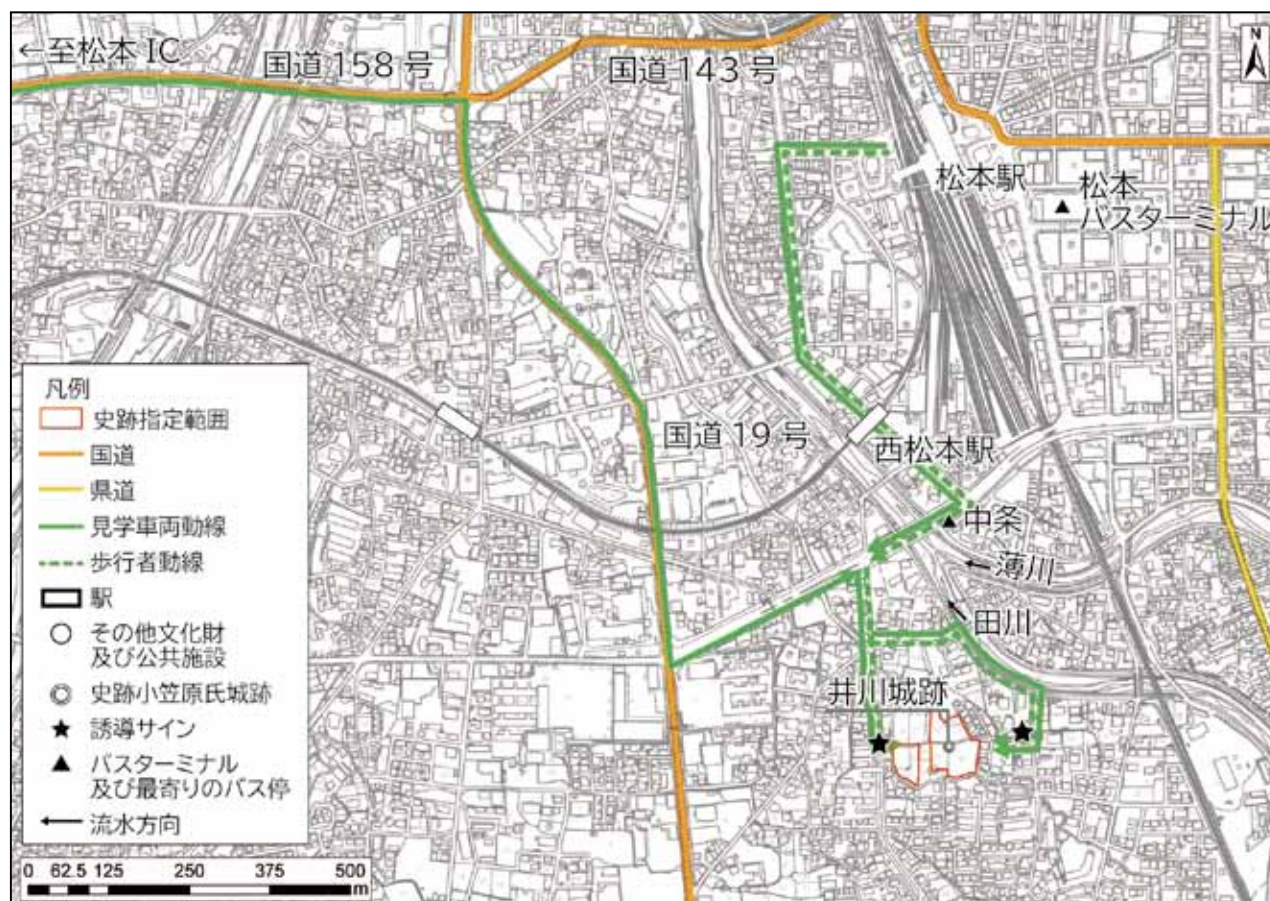 ←至松本 IC
国道 158 号
国道 143 号
N
松本駅
松本
バスターミナル
国道 19 号
西松本駅
中条
薄川
田川
井川城跡
凡例
史跡指定範囲
国道
県道
見学車両動線
歩行者動線
駅
その他文化財
及び公共施設
史跡小笠原氏城跡
誘導サイン
バスターミナル
及び最寄りのバス停
流水方向
0 62.5 125 250 375 500
m